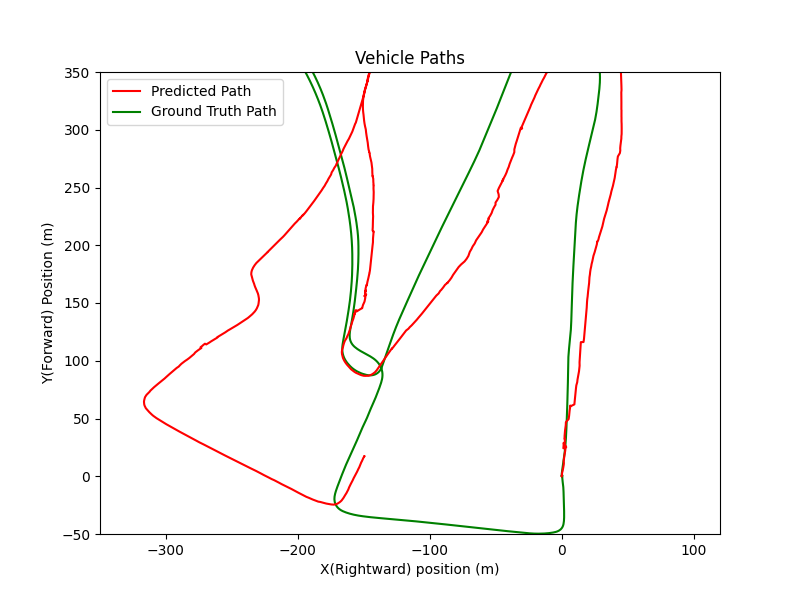 Vehicle Paths
Predicted Path
Ground Truth Path
350
300
250
200
150
100
50
0
−50
Y(Forward) Position (m)
−300
−200
−100
0
100
X(Rightward) position (m)